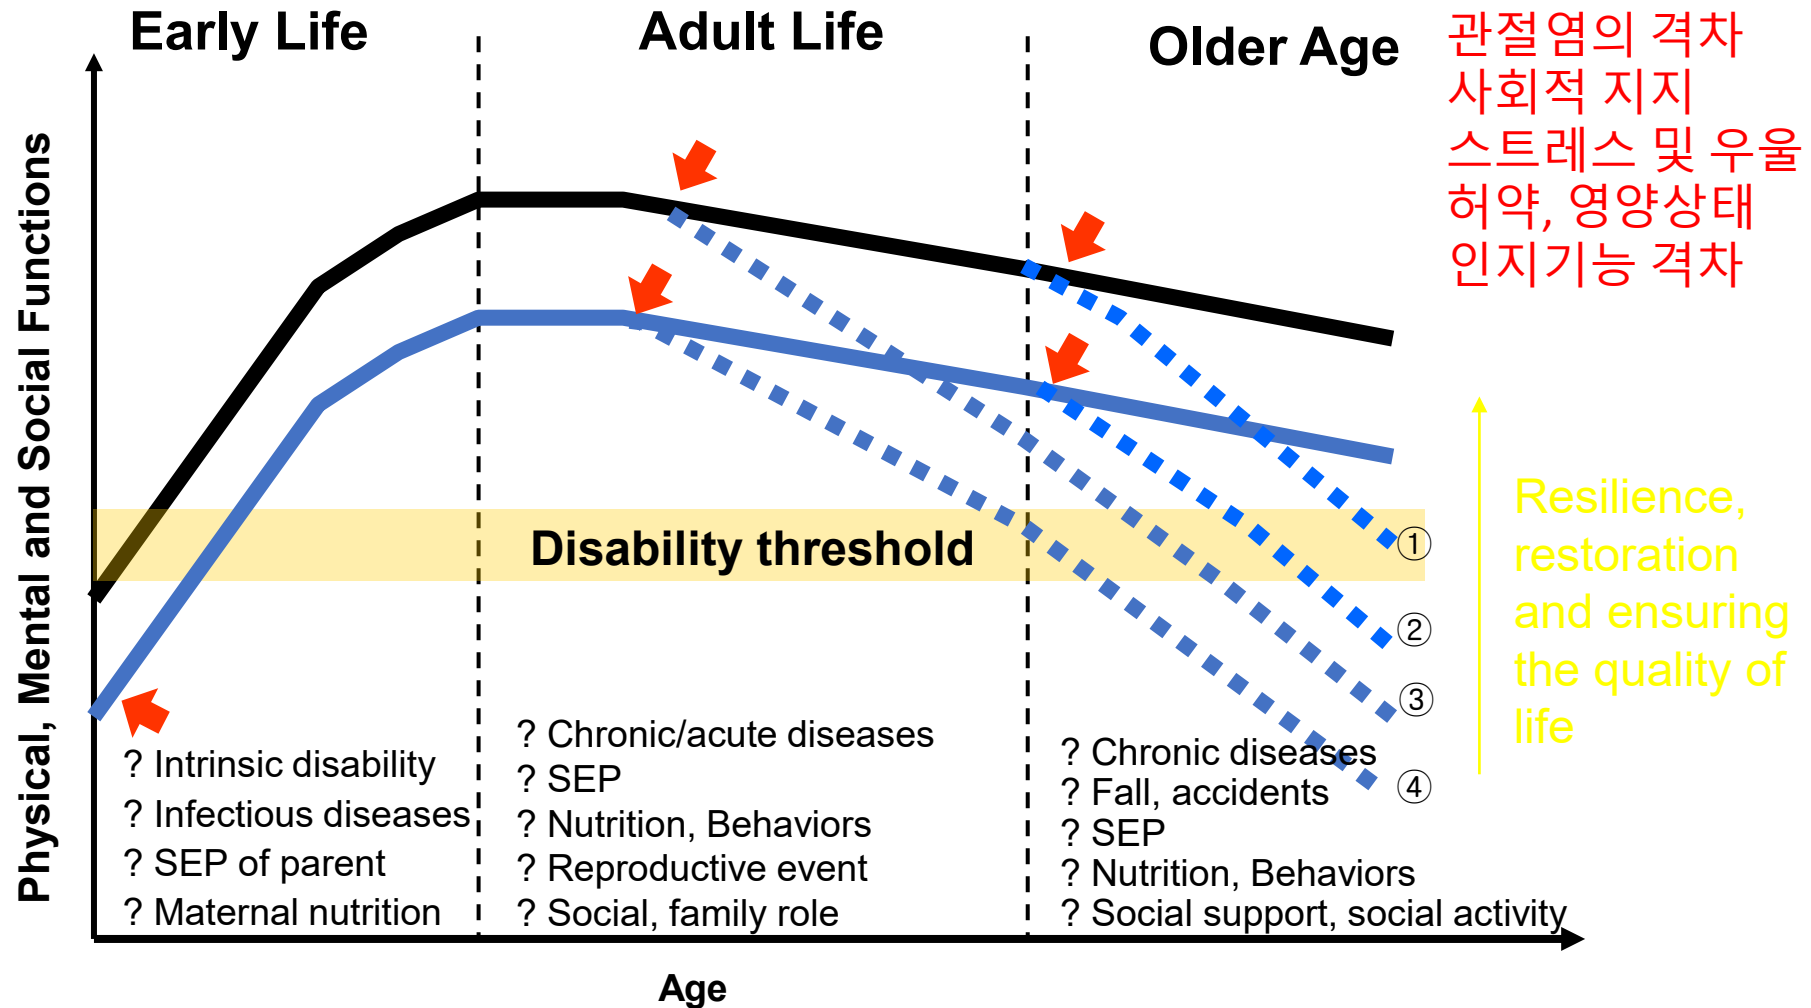 Early Life
Adult Life
Older Age
관절염의 격차
사회적 지지
스트레스 및 우울
허약, 영양상태
인지기능 격차
Physical, Mental and Social Functions
Disability threshold
①
②
③
④
Resilience,
restoration
and ensuring
the quality of
life
? Intrinsic disability
? Infectious diseases
? SEP of parent
? Maternal nutrition
? Chronic/acute diseases
? SEP
? Nutrition, Behaviors
? Reproductive event
? Social, family role
? Chronic diseases
? Fall, accidents
? SEP
? Nutrition, Behaviors
? Social support, social activity
Age